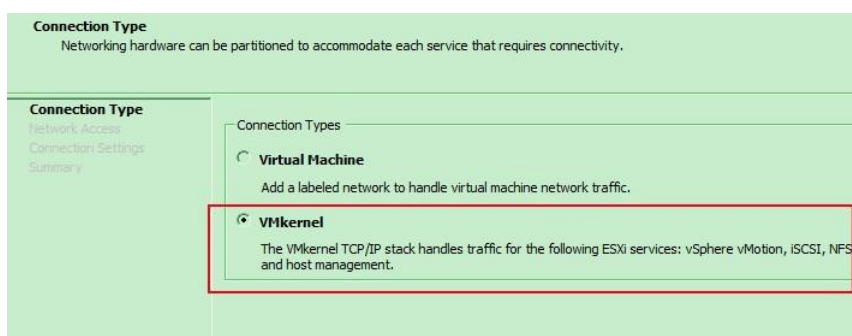 Connection Type
Networking hardware can be partitioned to accommodate each service that requires connectivity.
Connection Type
Network Access
Connection Settings
Summary
Connection Types
Virtual Machine
Add a labeled network to handle virtual machine network traffic.
VMkernel
The VMkernel TCP/IP stack handles traffic for the following ESXi services: vSphere vMotion, iSCSI, NFS
and host management.